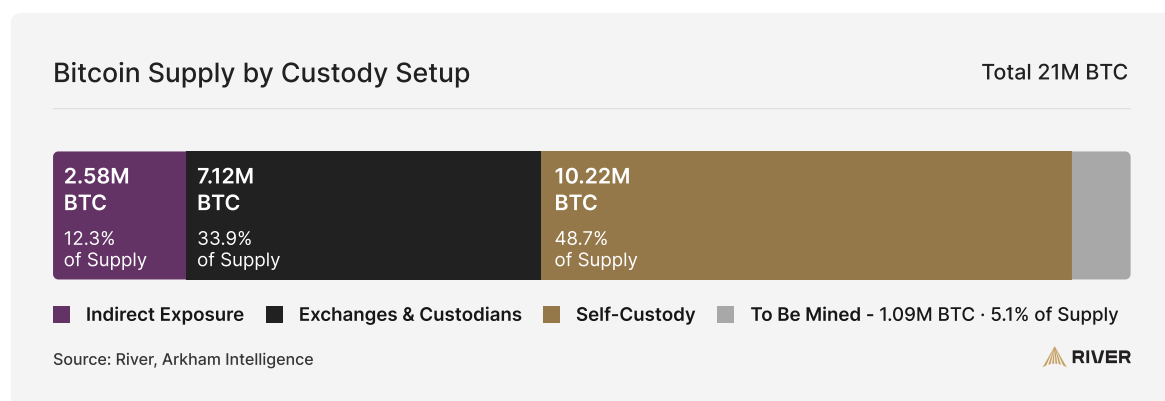 Bitcoin Supply by Custody Setup
Total 21M BTC
2.58M
BTC
12.3%
of Supply
7.12M
BTC
33.9%
of Supply
10.22M
BTC
48.7%
of Supply
Indirect Exposure
Exchanges & Custodians
Self-Custody
To Be Mined - 1.09M BTC · 5.1% of Supply
Source: River, Arkham Intelligence
RIVER